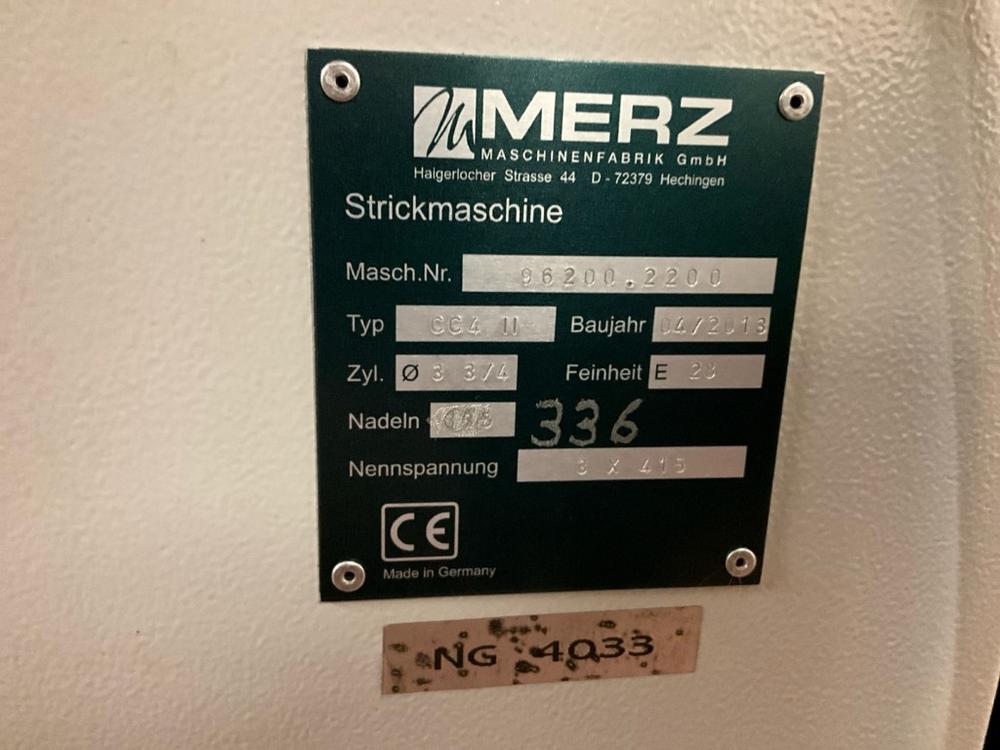 MERZ
MASCHINENFABRIK GmbH
Haigerlocher Strasse 44 D - 72379 Hechingen
Strickmaschine
Masch.Nr. 96200.2200
Typ CC4 II Baujahr 04/2013
Zyl. Ø 3 3/4 Feinheit E 28
Nadeln 336
Nennspannung 3 X 415
CE
Made in Germany
NG 4033